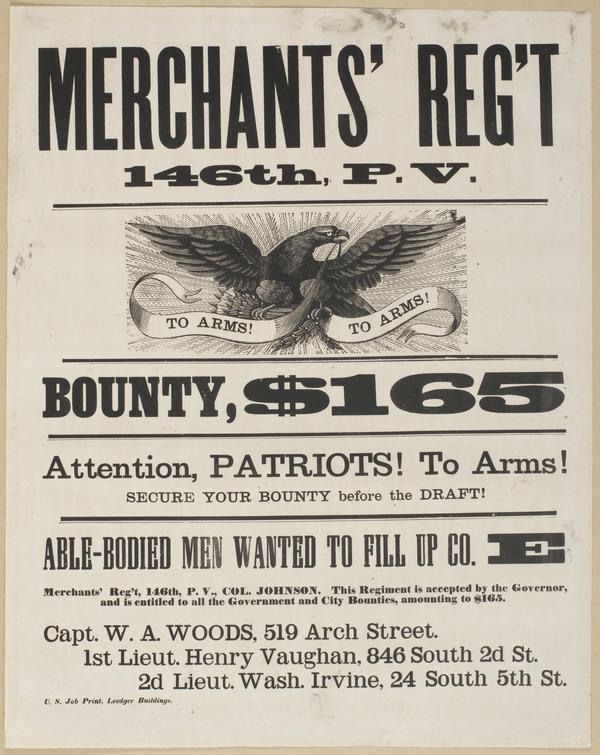 MERCHANTS' REG'T
146th, P. V.
TO ARMS! TO ARMS!
BOUNTY, $165
Attention, PATRIOTS! To Arms!
SECURE YOUR BOUNTY before the DRAFT!
ABLE-BODIED MEN WANTED TO FILL UP CO. E
Merchants' Reg't, 146th, P. V., COL. JOHNSON. This Regiment is accepted by the Governor,
and is entitled to all the Government and City Bounties, amounting to $165.
Capt. W. A. WOODS, 519 Arch Street.
1st Lieut. Henry Vaughan, 846 South 2d St.
2d Lieut. Wash. Irvine, 24 South 5th St.
U. S. Job Print, Ledger Buildings.